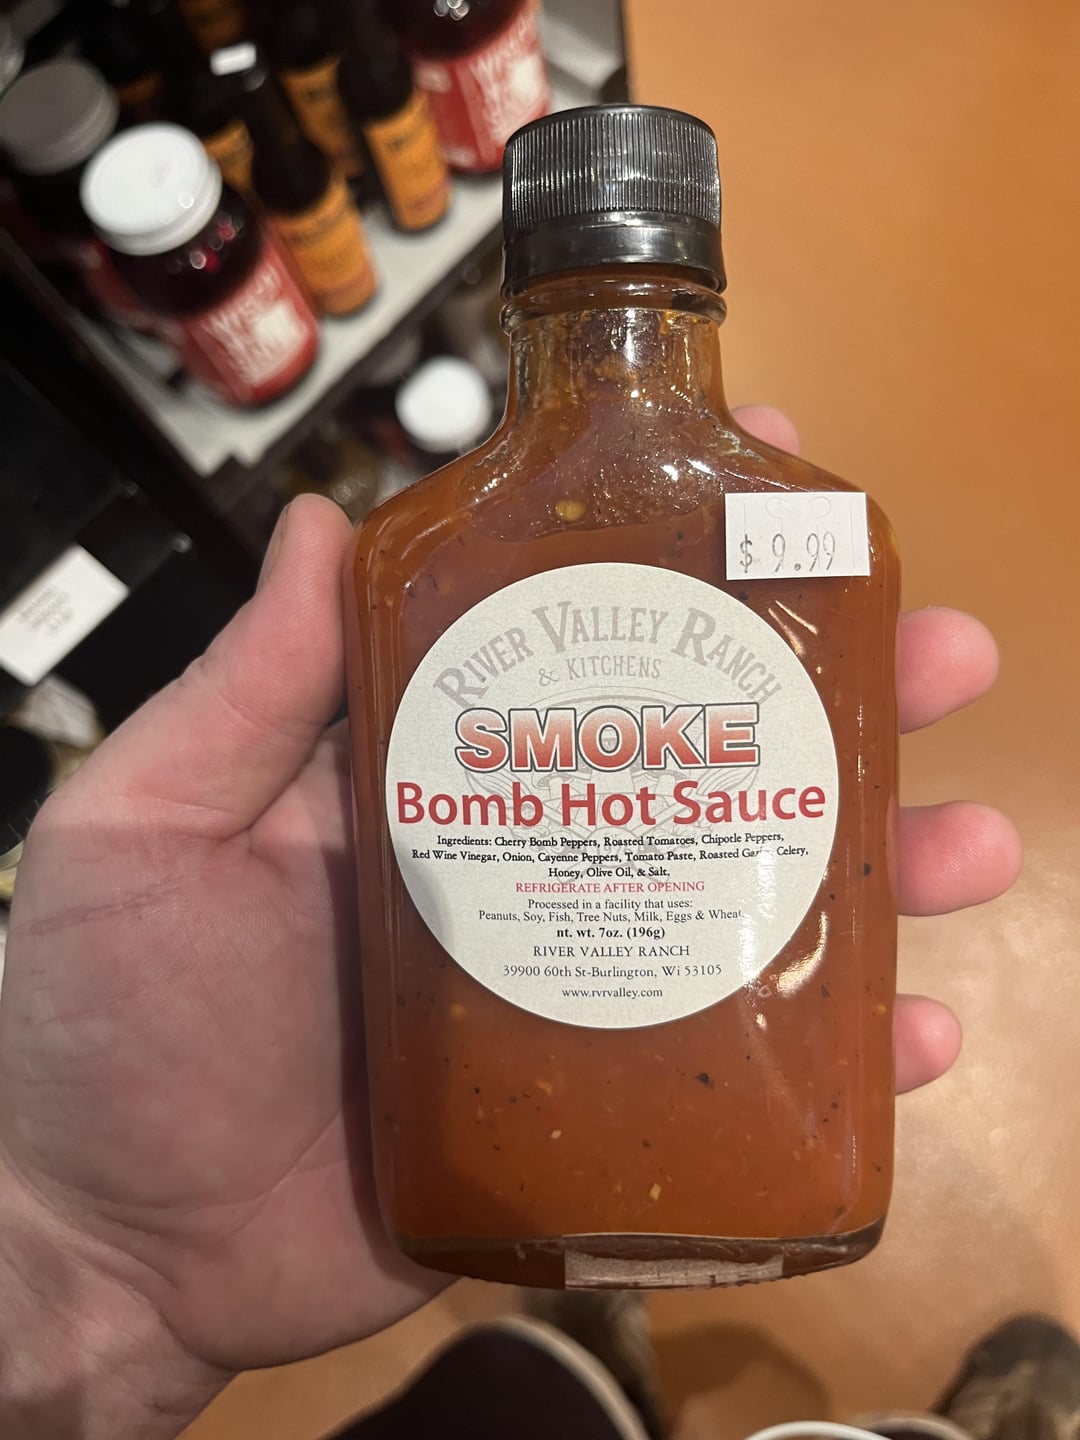 $ 9.99
RIVER VALLEY RANCH
& KITCHENS
SMOKE
Bomb Hot Sauce
Ingredients: Cherry Bomb Peppers, Roasted Tomatoes, Chipotle Peppers,
Red Wine Vinegar, Onion, Cayenne Peppers, Tomato Paste, Roasted Garlic, Celery,
Honey, Olive Oil, & Salt,
REFRIGERATE AFTER OPENING
Processed in a facility that uses:
Peanuts, Soy, Fish, Tree Nuts, Milk, Eggs & Wheat
nt. wt. 7oz. (196g)
RIVER VALLEY RANCH
39900 60th St-Burlington, Wi 53105
www.rvrvalley.com